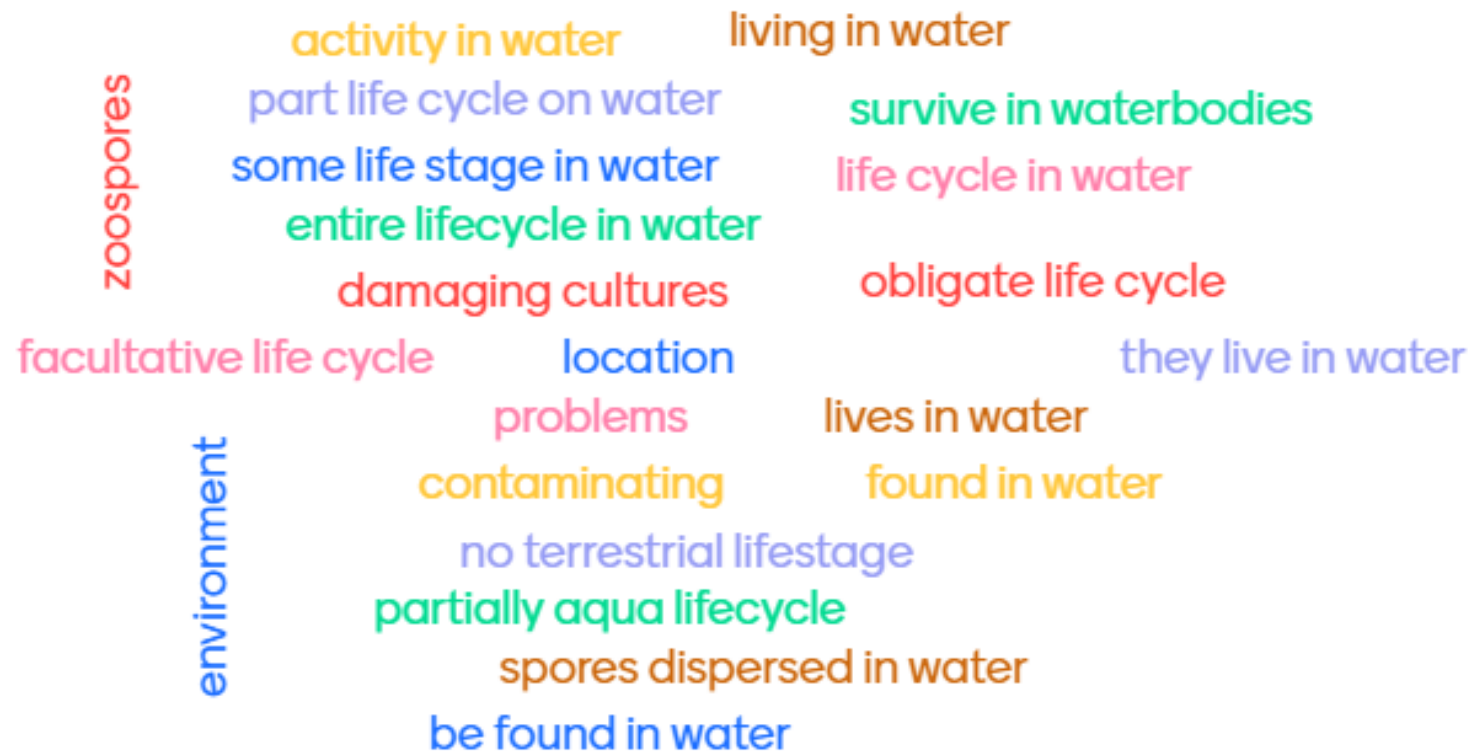 activity in water
living in water
zoospores
part life cycle on water
survive in waterbodies
some life stage in water
life cycle in water
entire lifecycle in water
damaging cultures
obligate life cycle
facultative life cycle
location
they live in water
problems
lives in water
environment
contaminating
found in water
no terrestrial lifestage
partially aqua lifecycle
spores dispersed in water
be found in water